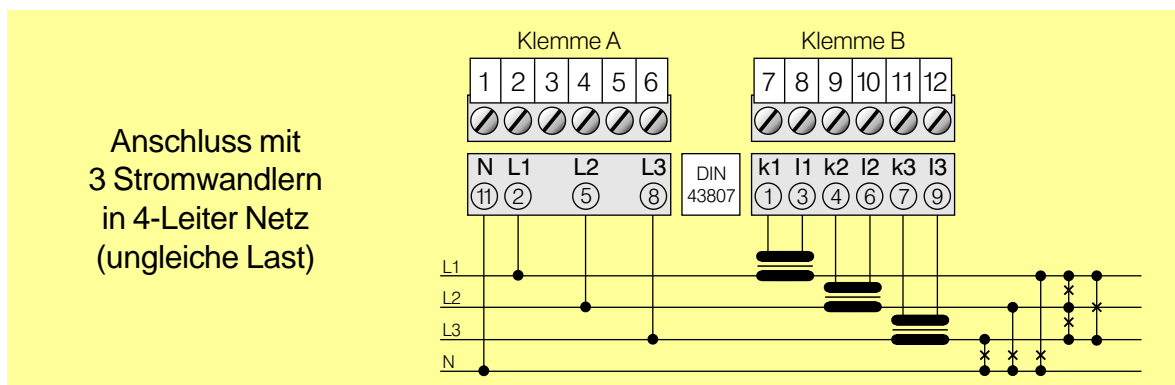 Klemme A
Klemme B
1 2 3 4 5 6
7 8 9 10 11 12
Anschluss mit
3 Stromwandlern
in 4-Leiter Netz
(ungleiche Last)
N L1 L2 L3
DIN
43807
k1 l1 k2 l2 k3 l3
11 2 5 8
1 3 4 6 7 9
L1
L2
L3
N